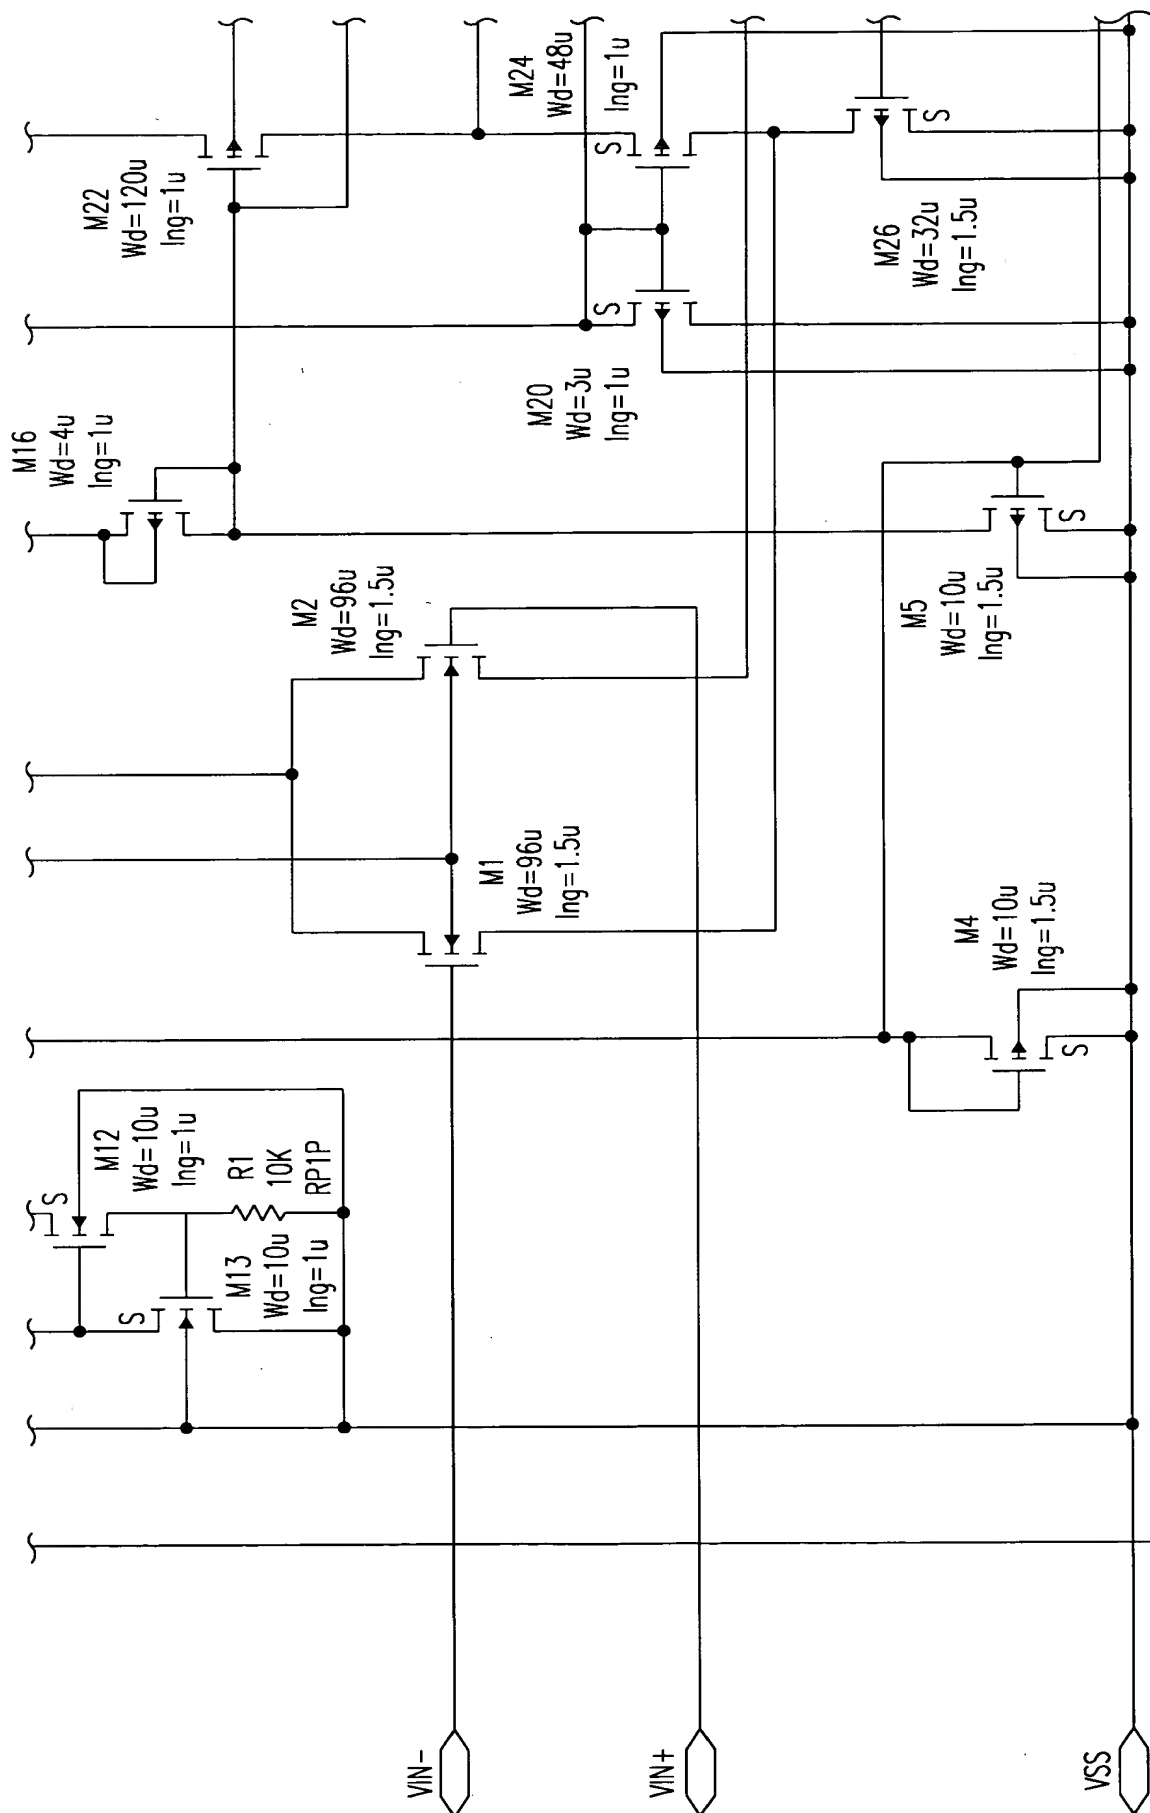 M16
Wd=4u
lng=1u
S
M12
Wd=10u
lng=1u
M22
Wd=120u
lng=1u
S
M13
Wd=10u
lng=1u
R1
10K
RP1P
M2
Wd=96u
lng=1.5u
VIN-
M1
Wd=96u
lng=1.5u
M24
Wd=48u
lng=1u
S
M20
Wd=3u
lng=1u
S
VIN+
M26
Wd=32u
lng=1.5u
S
M5
Wd=10u
lng=1.5u
S
M4
Wd=10u
lng=1.5u
S
VSS